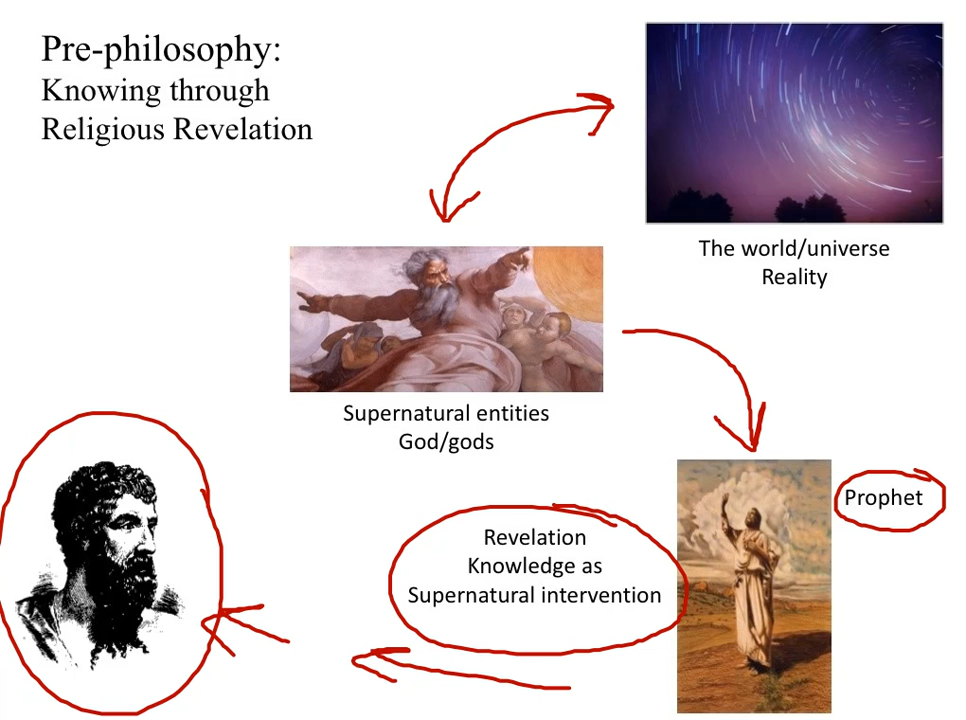 Pre-philosophy:
Knowing through
Religious Revelation
The world/universe
Reality
Supernatural entities
God/gods
Prophet
Revelation
Knowledge as
Supernatural intervention